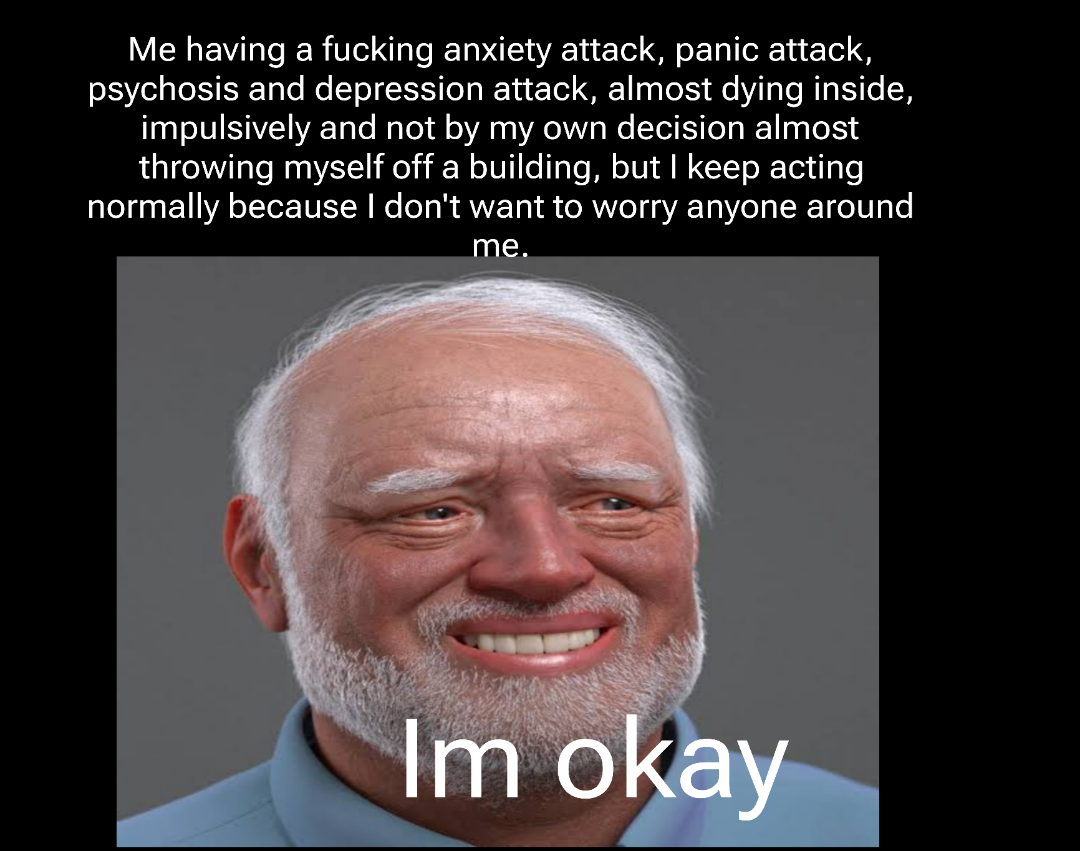 Me having a fucking anxiety attack, panic attack,
psychosis and depression attack, almost dying inside,
impulsively and not by my own decision almost
throwing myself off a building, but I keep acting
normally because I don't want to worry anyone around
me.
Im okay